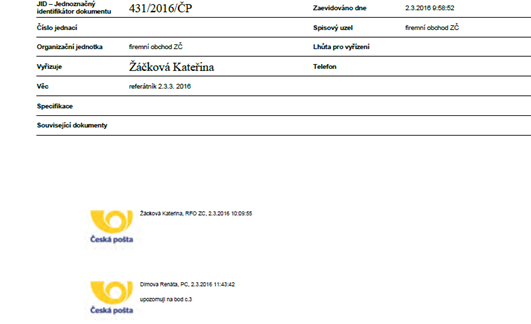 JID – Jednoznačný identifikátor dokumentu 431/2016/ČP Zaevidováno dne 2.3.2016 9:58:52
Číslo jednací Spisový uzel firemní obchod ZČ
Organizační jednotka firemní obchod ZČ Lhůta pro vyřízení
Vyřizuje Žáčková Kateřina Telefon
Věc referátník 2.3.3. 2016
Specifikace
Související dokumenty
Žáčková Kateřina, RFO ZC, 2.3.2016 10:09:55
Česká pošta
Dimova Renáta, PC, 2.3.2016 11:43:42
upozornuji na bod c.3
Česká pošta